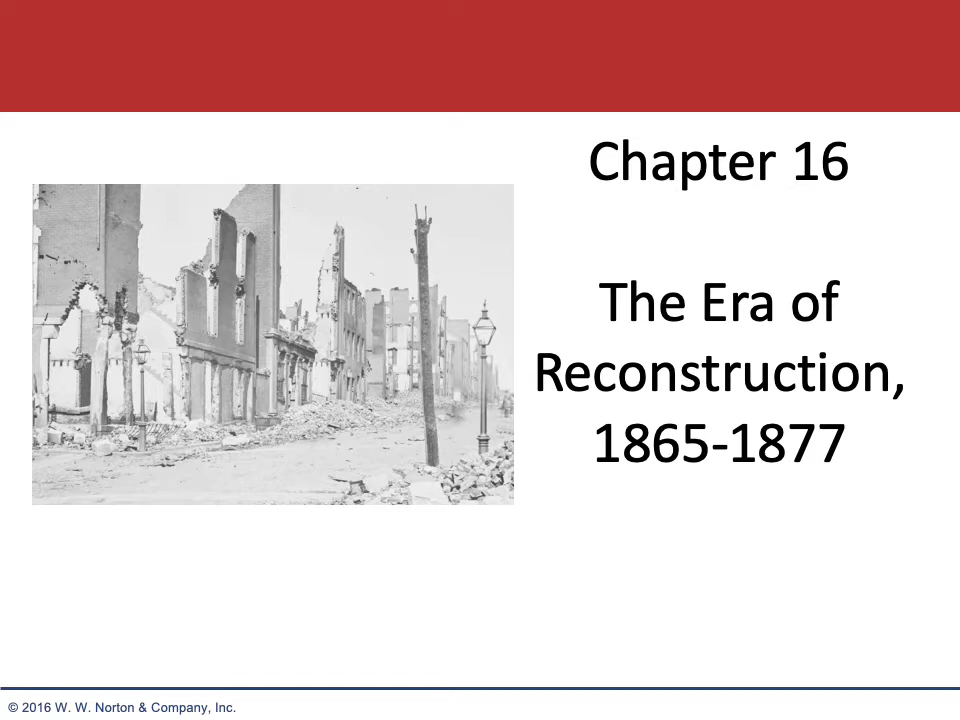 Chapter 16
The Era of
Reconstruction,
1865-1877
© 2016 W. W. Norton & Company, Inc.